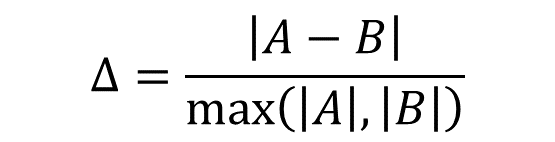 Δ = |A − B| / max(|A|, |B|)